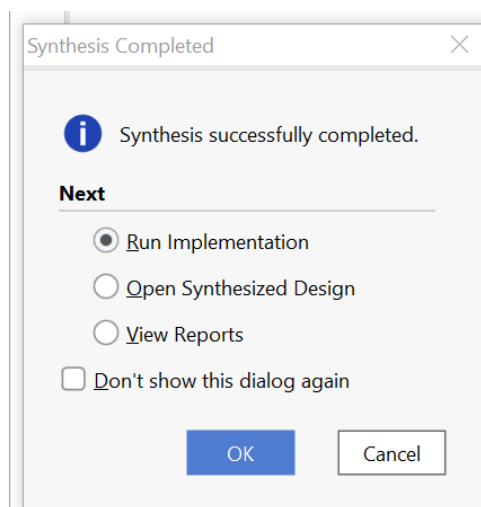 Synthesis Completed
Synthesis successfully completed.
Next
Run Implementation
Open Synthesized Design
View Reports
Don't show this dialog again
OK
Cancel